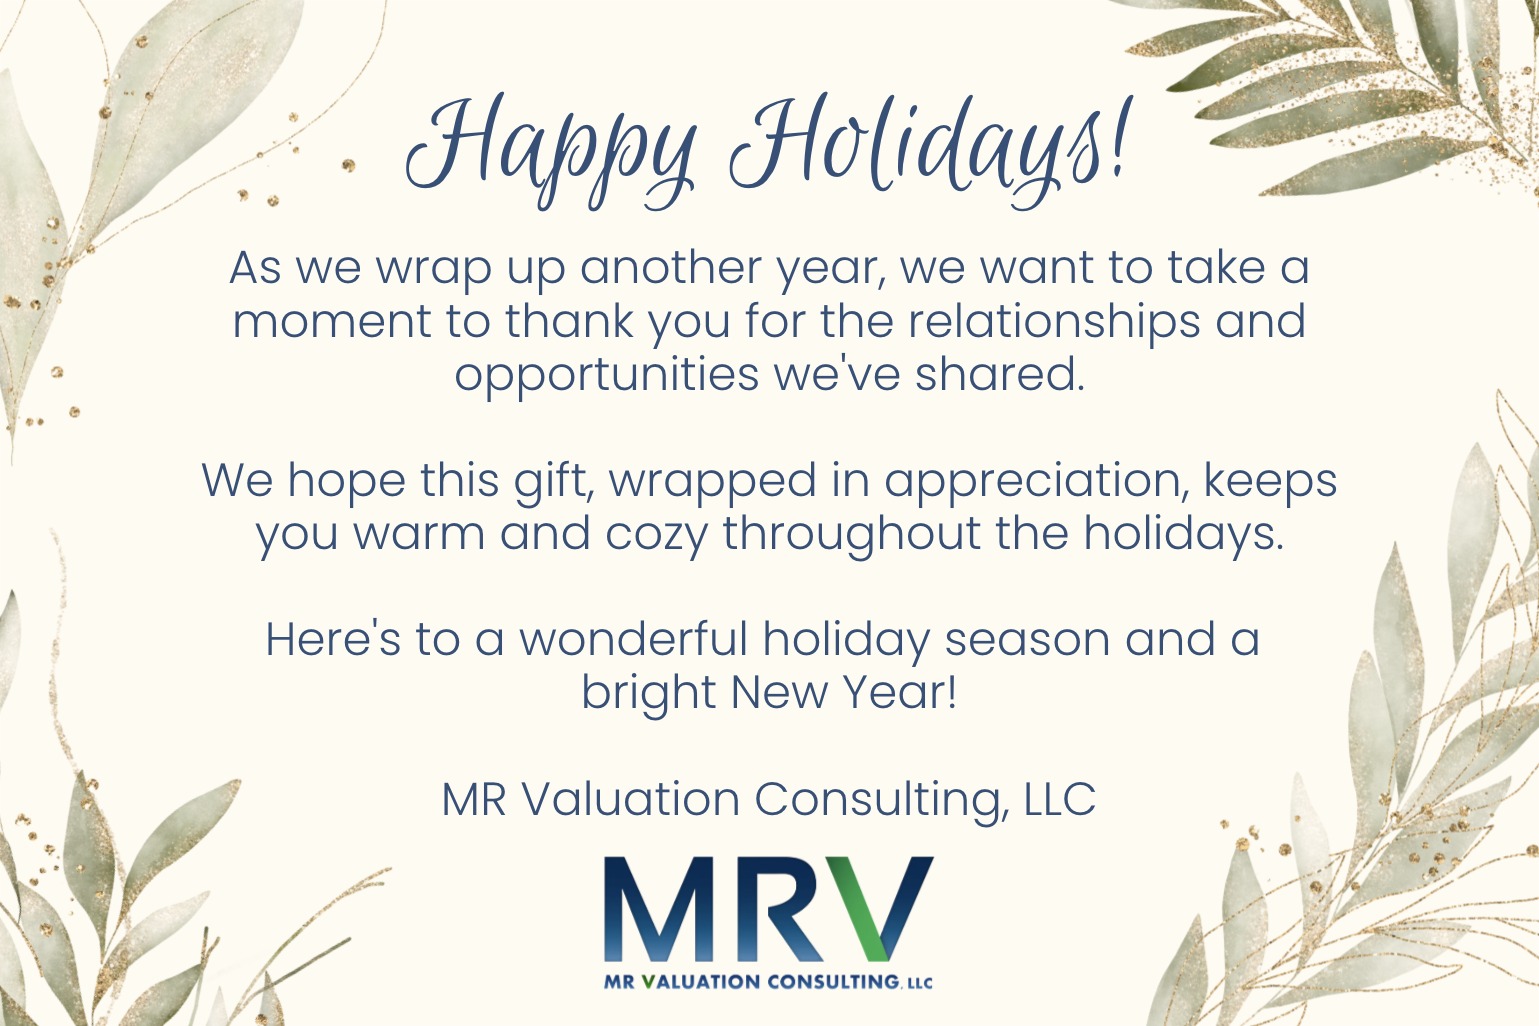 Happy Holidays!
As we wrap up another year, we want to take a
moment to thank you for the relationships and
opportunities we've shared.
We hope this gift, wrapped in appreciation, keeps
you warm and cozy throughout the holidays.
Here's to a wonderful holiday season and a
bright New Year!
MR Valuation Consulting, LLC
MRV
MR VALUATION CONSULTING, LLC